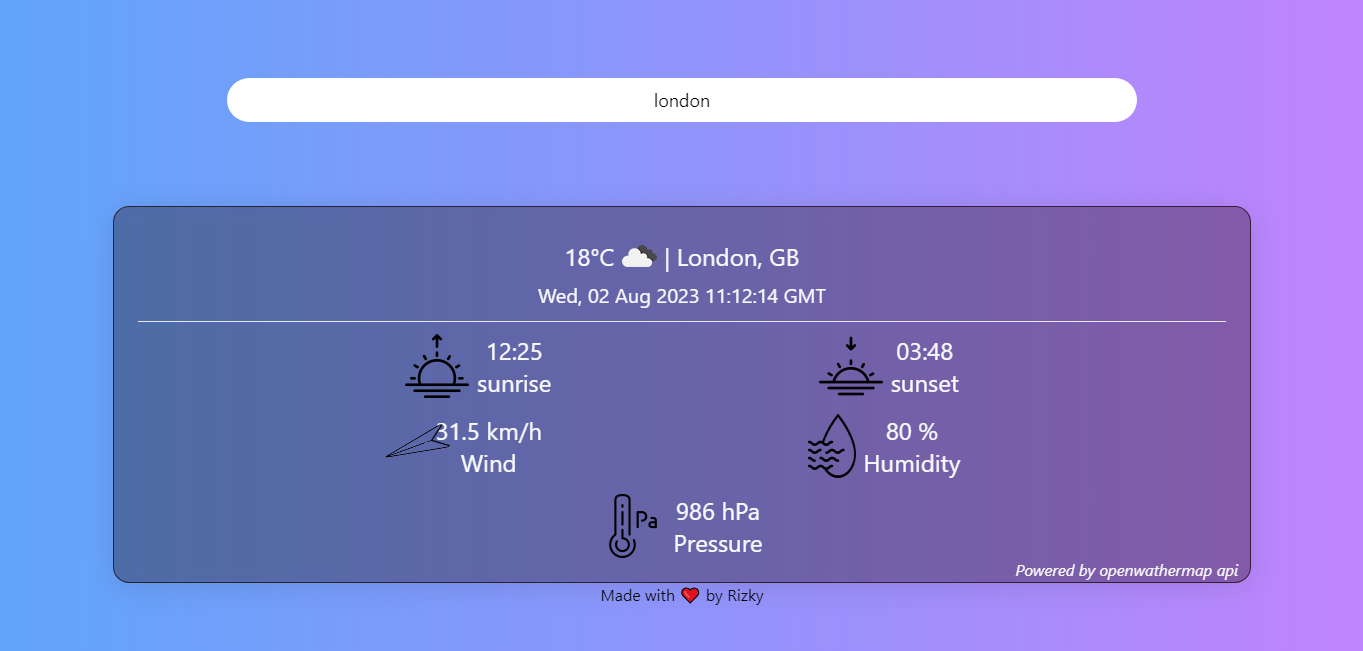 london
18°C | London, GB
Wed, 02 Aug 2023 11:12:14 GMT
12:25
sunrise
03:48
sunset
31.5 km/h
Wind
80 %
Humidity
Pa
986 hPa
Pressure
Powered by openwathermap api
Made with ❤️ by Rizky